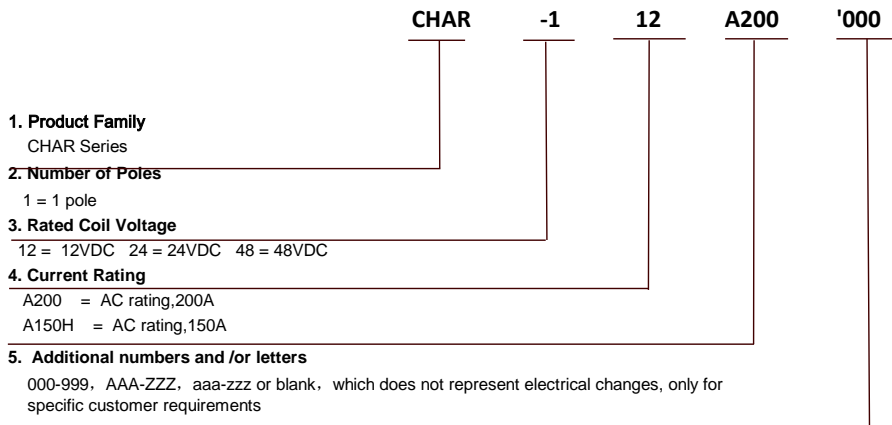 CHAR -1 12 A200 '000
1. Product Family
CHAR Series
2. Number of Poles
1 = 1 pole
3. Rated Coil Voltage
12 = 12VDC 24 = 24VDC 48 = 48VDC
4. Current Rating
A200 = AC rating,200A
A150H = AC rating,150A
5. Additional numbers and /or letters
000-999，AAA-ZZZ，aaa-zzz or blank，which does not represent electrical changes, only for
specific customer requirements